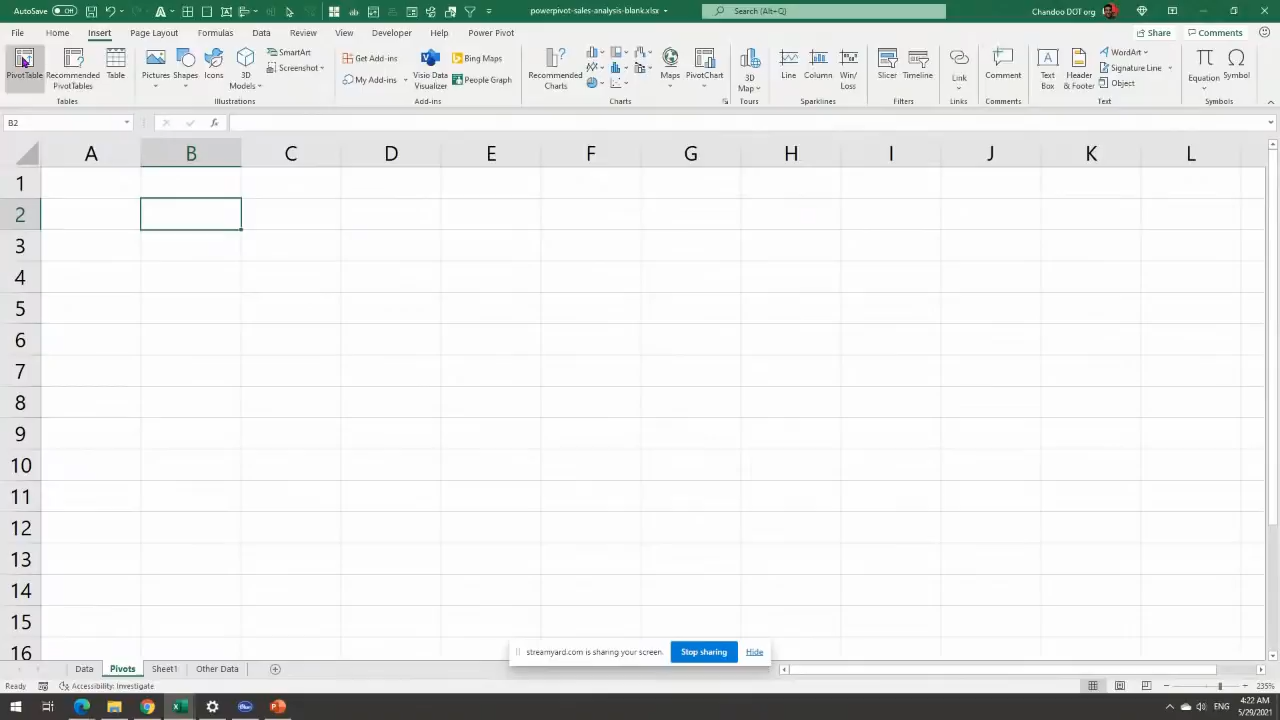 AutoSave Off powerpivot-sales-analysis-blank.xlsx Search (Alt+Q) Chandoo DOT org
File Home Insert Page Layout Formulas Data Review View Developer Help Power Pivot Share Comments
PivotTable Recommended PivotTables Table Pictures Shapes Icons 3D Models SmartArt Screenshot Get Add-ins My Add-ins Visio Data Visualizer Bing Maps People Graph Recommended Charts Maps PivotChart 3D Map Line Column Win/Loss Slicer Timeline Link Comment Text Box Header & Footer WordArt Signature Line Object Equation Symbol
Tables Illustrations Add-ins Charts Tours Sparklines Filters Links Comments Text Symbols
B2 fx
A B C D E F G H I J K L
1
2
3
4
5
6
7
8
9
10
11
12
13
14
15
16
streamyard.com is sharing your screen. Stop sharing Hide
Data Pivots Sheet1 Other Data
Ready Accessibility: Investigate 235%
ENG 4:22 AM
5/29/2021